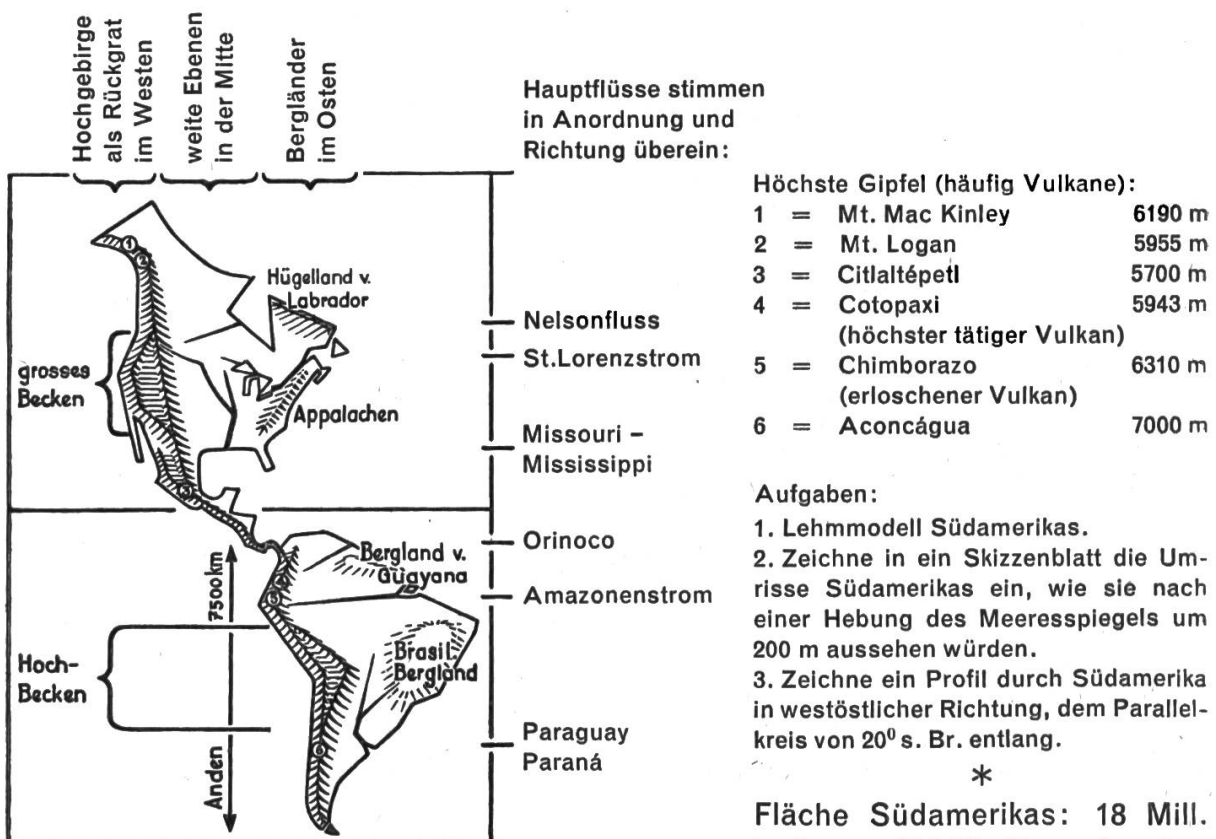 Hochgebirge
als Rückgrat
im Westen
weite Ebenen
in der Mitte
Bergländer
im Osten
Hauptflüsse stimmen
in Anordnung und
Richtung überein:
1
2
Hügelland v.
Labrador
grosses
Becken
Appalachen
3
Nelsonfluss
St.Lorenzstrom
Missouri –
Mississippi
Bergland v.
Guayana
7500 km
5
Hoch-
Becken
Brasil.
Bergland
6
Anden
Orinoco
Amazonenstrom
Paraguay
Paraná
Höchste Gipfel (häufig Vulkane):
1 = Mt. Mac Kinley 6190 m
2 = Mt. Logan 5955 m
3 = Citlaltépetl 5700 m
4 = Cotopaxi 5943 m
(höchster tätiger Vulkan)
5 = Chimborazo 6310 m
(erloschener Vulkan)
6 = Aconcágua 7000 m
Aufgaben:
1. Lehmmodell Südamerikas.
2. Zeichne in ein Skizzenblatt die Um-
risse Südamerikas ein, wie sie nach
einer Hebung des Meeresspiegels um
200 m aussehen würden.
3. Zeichne ein Profil durch Südamerika
in westöstlicher Richtung, dem Parallel-
kreis von 20⁰ s. Br. entlang.
*
Fläche Südamerikas: 18 Mill.